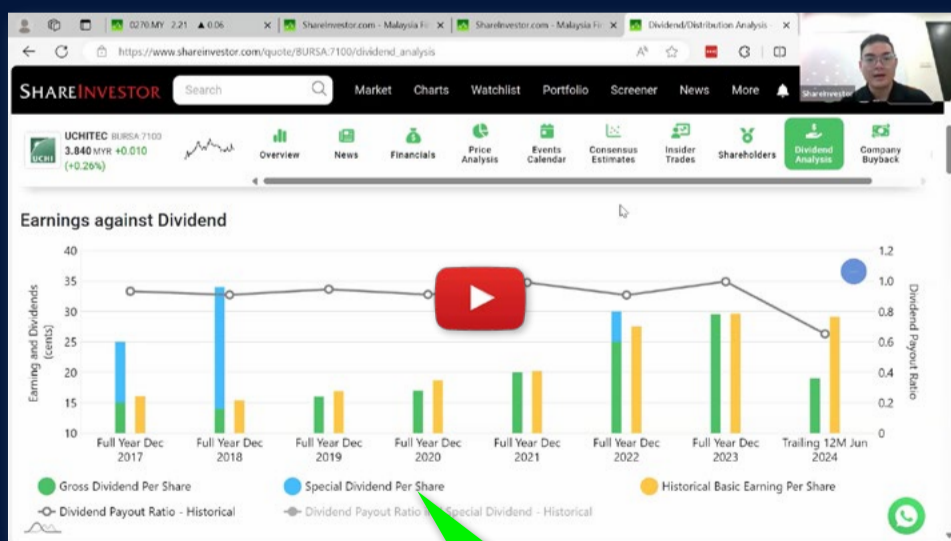 0270.MY 2.21 ▲0.06
ShareInvestor.com - Malaysia Fi
ShareInvestor.com - Malaysia Fi
Dividend/Distribution Analysis
https://www.shareinvestor.com/quote/BURSA:7100/dividend_analysis
SHAREINVESTOR
Search
Market Charts Watchlist Portfolio Screener News More
ShareInvestor
UCHI
UCHITEC BURSA:7100
3.840 MYR +0.010
(+0.26%)
Overview
News
Financials
Price
Analysis
Events
Calendar
Consensus
Estimates
Insider
Trades
Shareholders
Dividend
Analysis
Company
Buyback
Earnings against Dividend
Earning and Dividends
(cents)
40
35
30
25
20
15
10
1.2
1.0
0.8
0.6
0.4
0.2
0
Dividend Payout Ratio
Full Year Dec
2017
Full Year Dec
2018
Full Year Dec
2019
Full Year Dec
2020
Full Year Dec
2021
Full Year Dec
2022
Full Year Dec
2023
Trailing 12M Jun
2024
Gross Dividend Per Share
Special Dividend Per Share
Historical Basic Earning Per Share
Dividend Payout Ratio - Historical
Dividend Payout Ratio Special Dividend - Historical